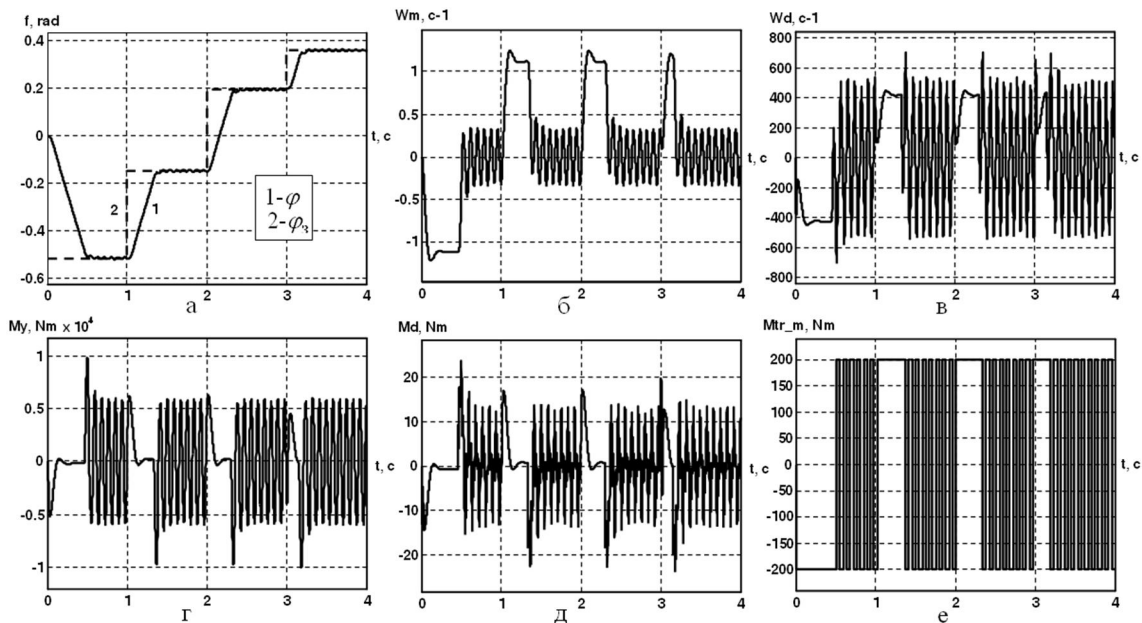 f, rad
0.4
0.2
0
-0.2
-0.4
-0.6
t, c
2
1
1-φ
2-φз
0 1 2 3 4
а
Wm, c-1
1
0.5
0
-0.5
-1
t, c
0 1 2 3 4
б
Wd, c-1
800
600
400
200
0
-200
-400
-600
-800
t, c
0 1 2 3 4
в
My, Nm × 10⁴
1
0.5
0
-0.5
-1
t, c
0 1 2 3 4
г
Md, Nm
20
10
0
-10
-20
t, c
0 1 2 3 4
д
Mtr_m, Nm
200
150
100
50
0
-50
-100
-150
-200
t, c
0 1 2 3 4
е